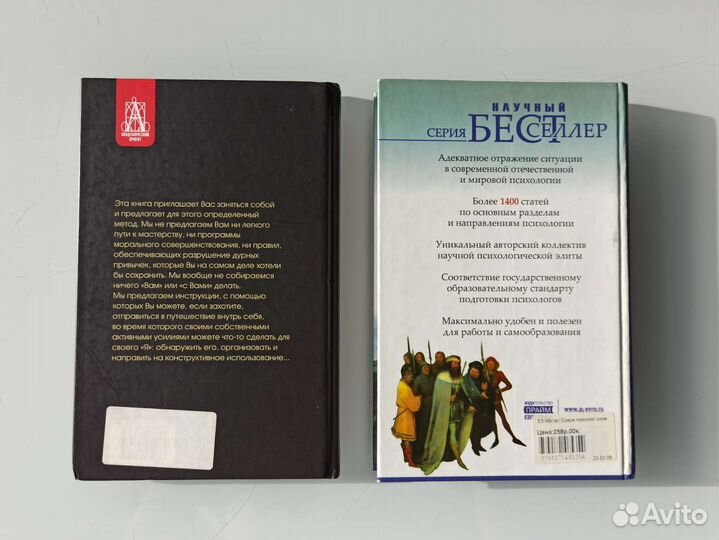 АКАДЕМИЧЕСКИЙ
ПРОЕКТ
Эта книга приглашает Вас заняться собой
и предлагает для этого определенный
метод. Мы не предлагаем Вам ни легкого
пути к мастерству, ни программы
морального совершенствования, ни правил,
обеспечивающих разрушение дурных
привычек, которые Вы на самом деле хотели
бы сохранить. Мы вообще не собираемся
ничего «Вам» или «с Вами» делать.
Мы предлагаем инструкции, с помощью
которых Вы можете, если захотите,
отправиться в путешествие внутрь себя,
во время которого своими собственными
активными усилиями можете что-то сделать для
своего «Я»: обнаружить его, организовать и
направить на конструктивное использование...
НАУЧНЫЙ
СЕРИЯ БЕСТСЕЛЛЕР
Адекватное отражение ситуации
в современной отечественной
и мировой психологии
Более 1400 статей
по основным разделам
и направлениям психологии
Уникальный авторский коллектив
научной психологической элиты
Соответствие государственному
образовательному стандарту
подготовки психологов
Максимально удобен и полезен
для работы и самообразования
ИЗДАТЕЛЬСТВО
ПРАЙМ
www.p-evro.ru
Цена:258р.00к.
Avito